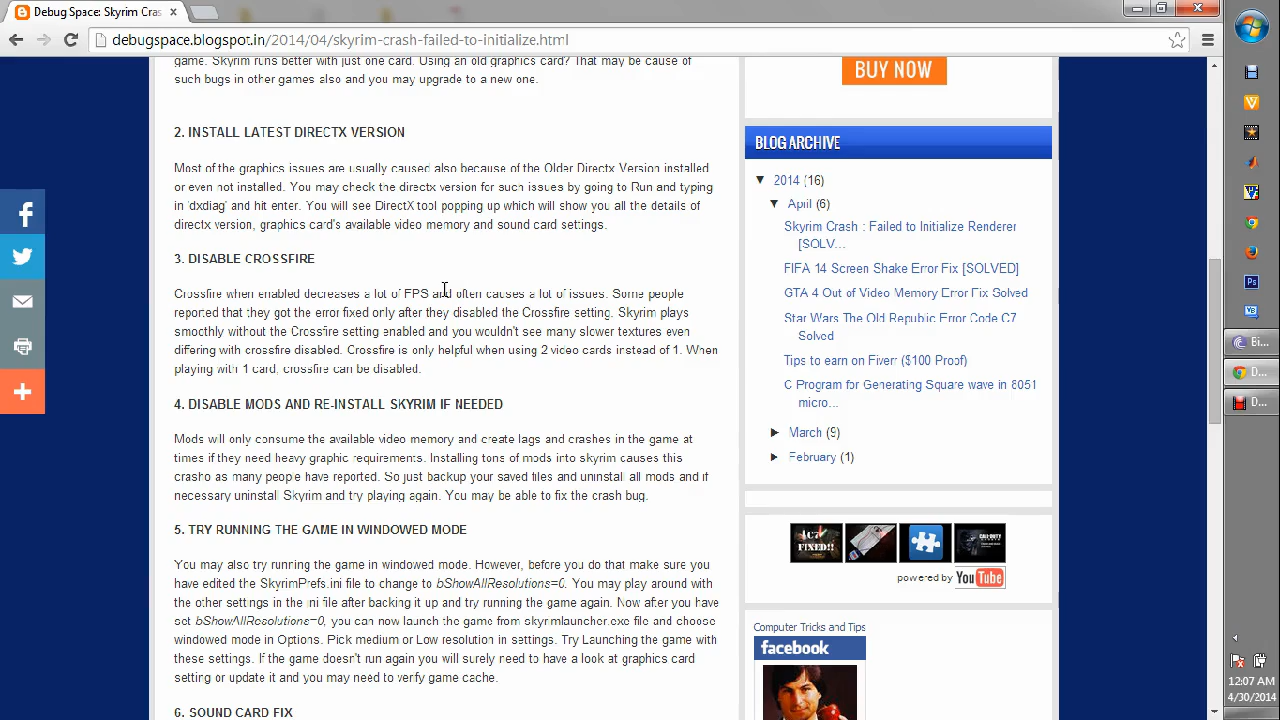 Debug Space: Skyrim Cras
debugspace.blogspot.in/2014/04/skyrim-crash-failed-to-initialize.html
game. Skyrim runs better with just one card. Using an old graphics card? That may be cause of
such bugs in other games also and you may upgrade to a new one.
2. INSTALL LATEST DIRECTX VERSION
Most of the graphics issues are usually caused also because of the Older Directx Version installed
or even not installed. You may check the directx version for such issues by going to Run and typing
in 'dxdiag' and hit enter. You will see DirectX tool popping up which will show you all the details of
directx version, graphics card's available video memory and sound card settings.
3. DISABLE CROSSFIRE
Crossfire when enabled decreases a lot of FPS and often causes a lot of issues. Some people
reported that they got the error fixed only after they disabled the Crossfire setting. Skyrim plays
smoothly without the Crossfire setting enabled and you wouldn't see many slower textures even
differing with crossfire disabled. Crossfire is only helpful when using 2 video cards instead of 1. When
playing with 1 card, crossfire can be disabled.
4. DISABLE MODS AND RE-INSTALL SKYRIM IF NEEDED
Mods will only consume the available video memory and create lags and crashes in the game at
times if they need heavy graphic requirements. Installing tons of mods into skyrim causes this
crasho as many people have reported. So just backup your saved files and uninstall all mods and if
necessary uninstall Skyrim and try playing again. You may be able to fix the crash bug.
5. TRY RUNNING THE GAME IN WINDOWED MODE
You may also try running the game in windowed mode. However, before you do that make sure you
have edited the Skyrimprefs.ini file to change to bShowAllResolutions=0. You may play around with
the other settings in the ini file after backing it up and try running the game again. Now after you have
set bShowAllResolutions=0, you can now launch the game from skyrimlauncher.exe file and choose
windowed mode in Options. Pick medium or Low resolution in settings. Try Launching the game with
these settings. If the game doesn't run again you will surely need to have a look at graphics card
setting or update it and you may need to verify game cache.
6. SOUND CARD FIX
BUY NOW
BLOG ARCHIVE
▼ 2014 (16)
▼ April (6)
Skyrim Crash : Failed to Initialize Renderer
[SOLV...
FIFA 14 Screen Shake Error Fix [SOLVED]
GTA 4 Out of Video Memory Error Fix Solved
Star Wars The Old Republic Error Code C7
Solved
Tips to earn on Fiverr ($100 Proof)
C Program for Generating Square wave in 8051
micro...
► March (9)
► February (1)
powered by YouTube
Computer Tricks and Tips
facebook
Bi...
D...
D...
12:07 AM
4/30/2014